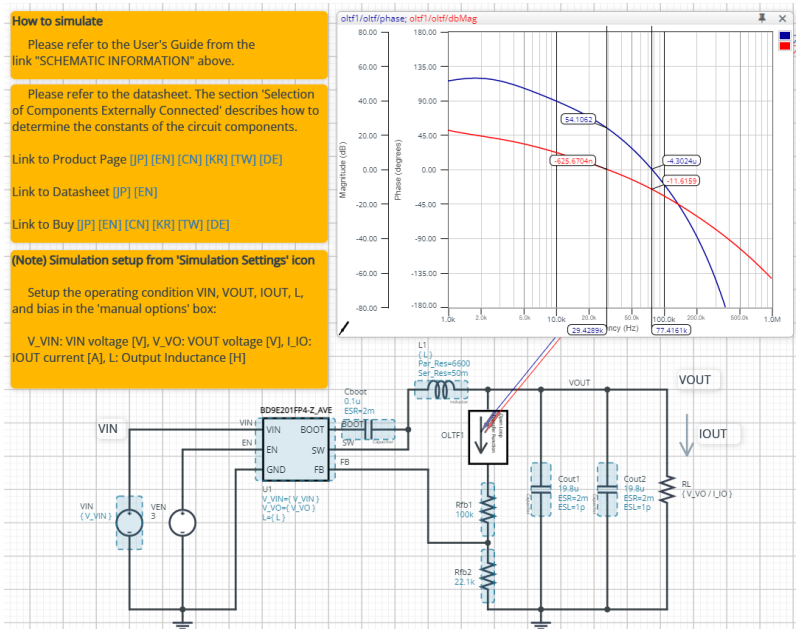 How to simulate
Please refer to the User's Guide from the
link "SCHEMATIC INFORMATION" above.
Please refer to the datasheet. The section 'Selection
of Components Externally Connected' describes how to
determine the constants of the circuit components.
Link to Product Page [JP] [EN] [CN] [KR] [TW] [DE]
Link to Datasheet [JP] [EN]
Link to Buy [JP] [EN] [CN] [KR] [TW] [DE]
(Note) Simulation setup from 'Simulation Settings' icon
Setup the operating condition VIN, VOUT, IOUT, L,
and bias in the 'manual options' box:
V_VIN: VIN voltage [V], V_VO: VOUT voltage [V], I_IO:
IOUT current [A], L: Output Inductance [H]
oltf1/oltf/phase; oltf1/oltf/dbMag
80.00
60.00
40.00
20.00
0.00
-20.00
-40.00
-60.00
-80.00
Magnitude (dB)
180.00
135.00
90.00
45.00
0.00
-45.00
-90.00
-135.00
-180.00
Phase (degrees)
54.1062
-625.6704n
-4.3024u
-11.6159
1.0k
2.0k
5.0k
10.0k
20.0k
50.0k
100.0k
200.0k
500.0k
1.0M
29.4289k
ncy (Hz)
77.4161k
L1
{ L }
Par_Res=6600
Ser_Res=50m
Inductor
Cboot
0.1u
ESR=2m
Capacitor
BD9E201FP4-Z_AVE
VIN
EN
GND
BOOT
SW
FB
VIN
EN
BOOT
SW
FB
U1
V_VIN={ V_VIN }
V_VO={ V_VO }
L={ L }
VIN
VIN
{ V_VIN }
VEN
3
OLTF1
VOUT
VOUT
IOUT
Rfb1
100k
Rfb2
22.1k
Cout1
19.8u
ESR=2m
ESL=1p
Cout2
19.8u
ESR=2m
ESL=1p
RL
{ V_VO / I_IO }